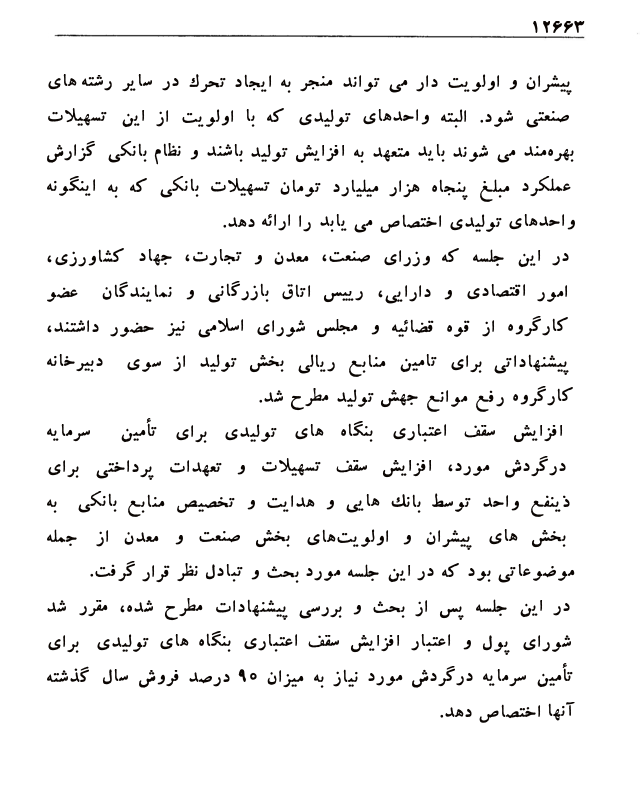 ۱۲۶۶۳
پیشران و اولویت دار می تواند منجر به ایجاد تحرك در سایر رشته های
صنعتی شود. البته واحدهای تولیدی که با اولویت از این تسهیلات
بهره‌مند می شوند باید متعهد به افزایش تولید باشند و نظام بانکی گزارش
عملکرد مبلغ پنجاه هزار میلیارد تومان تسهیلات بانکی که به اینگونه
واحدهای تولیدی اختصاص می یابد را ارائه دهد.
در این جلسه که وزرای صنعت، معدن و تجارت، جهاد کشاورزی،
امور اقتصادی و دارایی، رییس اتاق بازرگانی و نمایندگان عضو
کارگروه از قوه قضائیه و مجلس شورای اسلامی نیز حضور داشتند،
پیشنهاداتی برای تامین منابع ریالی بخش تولید از سوی دبیرخانه
کارگروه رفع موانع جهش تولید مطرح شد.
افزایش سقف اعتباری بنگاه های تولیدی برای تأمین سرمایه
درگردش مورد، افزایش سقف تسهیلات و تعهدات پرداختی برای
ذینفع واحد توسط بانك هایی و هدایت و تخصیص منابع بانکی به
بخش های پیشران و اولویت‌های بخش صنعت و معدن از جمله
موضوعاتی بود که در این جلسه مورد بحث و تبادل نظر قرار گرفت.
در این جلسه پس از بحث و بررسی پیشنهادات مطرح شده، مقرر شد
شورای پول و اعتبار افزایش سقف اعتباری بنگاه های تولیدی برای
تأمین سرمایه درگردش مورد نیاز به میزان ۹۰ درصد فروش سال گذشته
آنها اختصاص دهد.